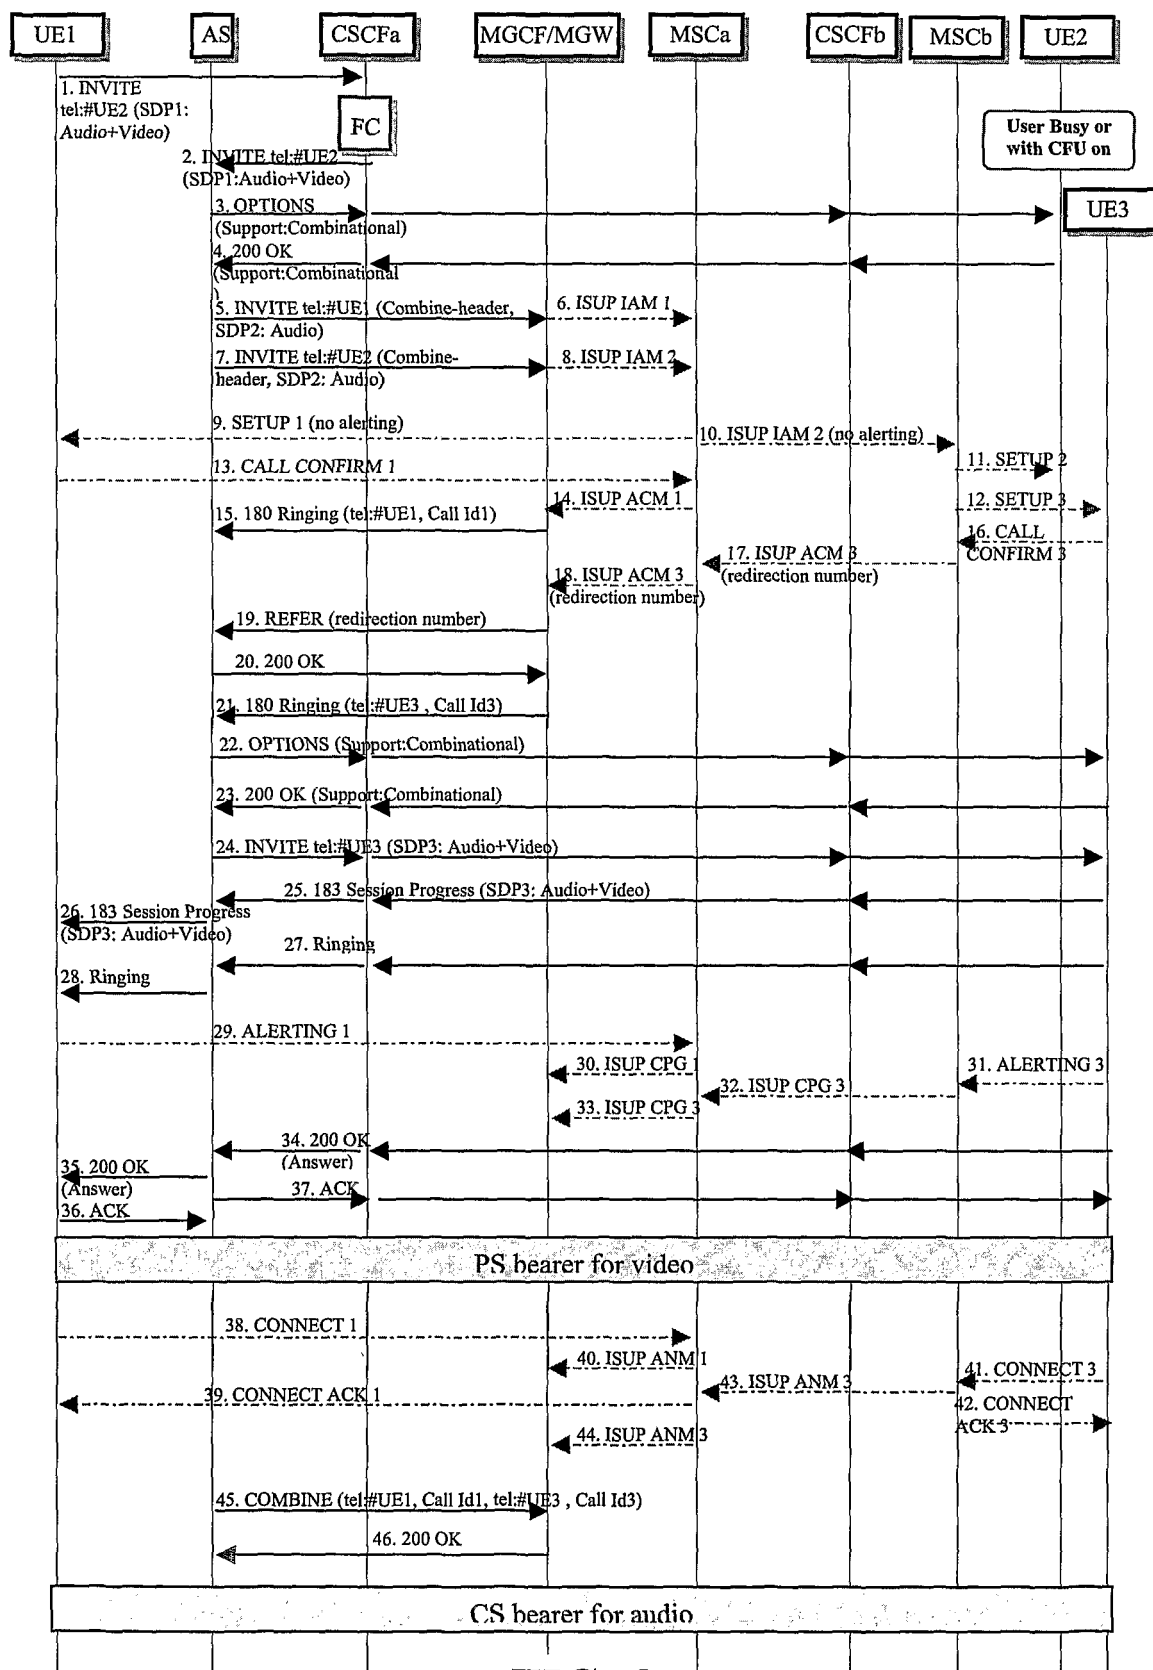 UE1
AS
CSCFa
MGCF/MGW
MSCa
CSCFb
MSCb
UE2
1. INVITE
tel:#UE2 (SDP1:
Audio+Video)
FC
User Busy or
with CFU on
2. INVITE tel:#UE2
(SDP1:Audio+Video)
UE3
3. OPTIONS
(Support:Combinational)
4. 200 OK
(Support:Combinational
)
5. INVITE tel:#UE1 (Combine-header,
SDP2: Audio)
6. ISUP IAM 1
7. INVITE tel:#UE2 (Combine-
header, SDP2: Audio)
8. ISUP IAM 2
9. SETUP 1 (no alerting)
10. ISUP IAM 2 (no alerting)
11. SETUP 2
13. CALL CONFIRM 1
14. ISUP ACM 1
12. SETUP 3
15. 180 Ringing (tel:#UE1, Call Id1)
16. CALL
CONFIRM 3
17. ISUP ACM 3
(redirection number)
18. ISUP ACM 3
(redirection number)
19. REFER (redirection number)
20. 200 OK
21. 180 Ringing (tel:#UE3 , Call Id3)
22. OPTIONS (Support:Combinational)
23. 200 OK (Support:Combinational)
24. INVITE tel:#UE3 (SDP3: Audio+Video)
25. 183 Session Progress (SDP3: Audio+Video)
26. 183 Session Progress
(SDP3: Audio+Video)
27. Ringing
28. Ringing
29. ALERTING 1
30. ISUP CPG 1
31. ALERTING 3
32. ISUP CPG 3
33. ISUP CPG 3
34. 200 OK
(Answer)
35. 200 OK
(Answer)
37. ACK
36. ACK
PS bearer for video
38. CONNECT 1
40. ISUP ANM 1
41. CONNECT 3
43. ISUP ANM 3
39. CONNECT ACK 1
42. CONNECT
ACK 3
44. ISUP ANM 3
45. COMBINE (tel:#UE1, Call Id1, tel:#UE3 , Call Id3)
46. 200 OK
CS bearer for audio